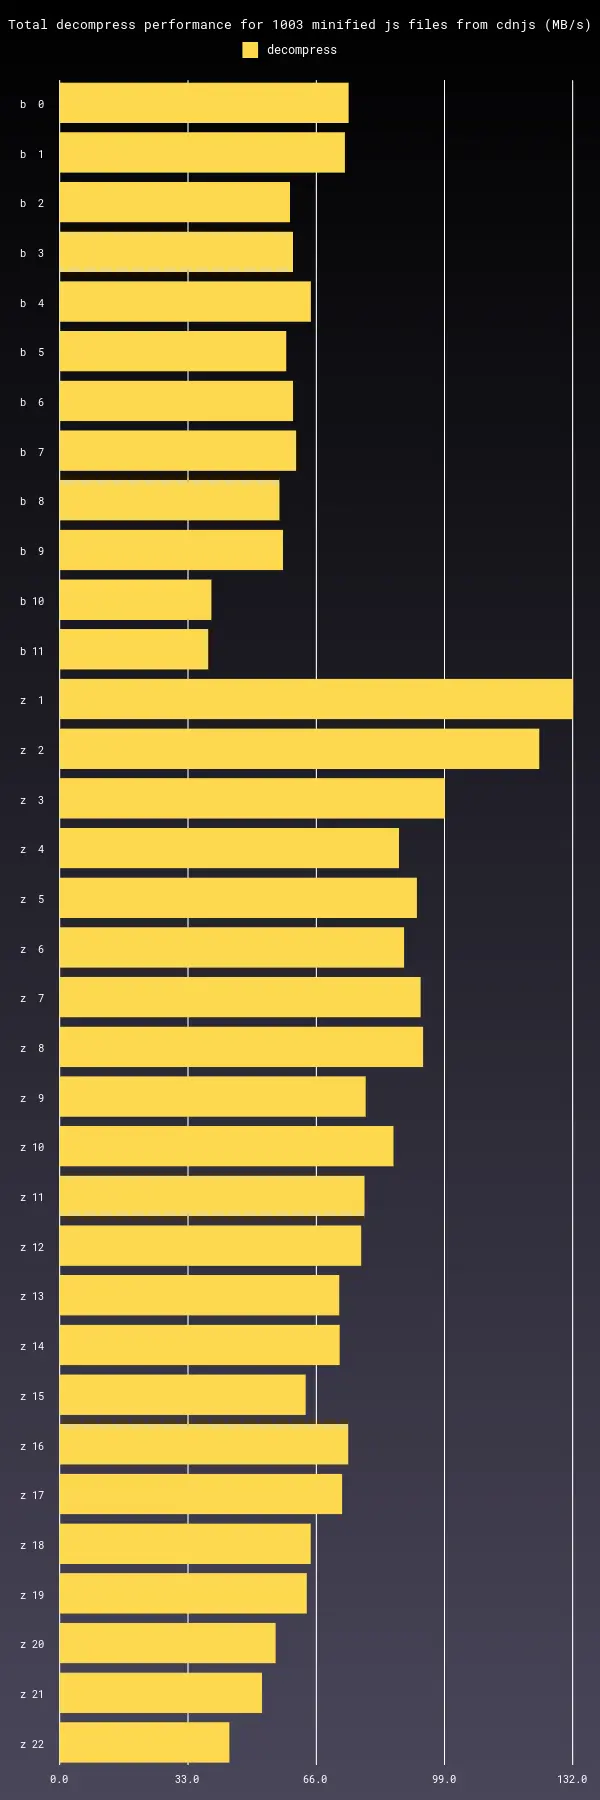 Total decompress performance for 1003 minified js files from cdnjs (MB/s)
decompress
b 0
b 1
b 2
b 3
b 4
b 5
b 6
b 7
b 8
b 9
b 10
b 11
z 1
z 2
z 3
z 4
z 5
z 6
z 7
z 8
z 9
z 10
z 11
z 12
z 13
z 14
z 15
z 16
z 17
z 18
z 19
z 20
z 21
z 22
0.0 33.0 66.0 99.0 132.0